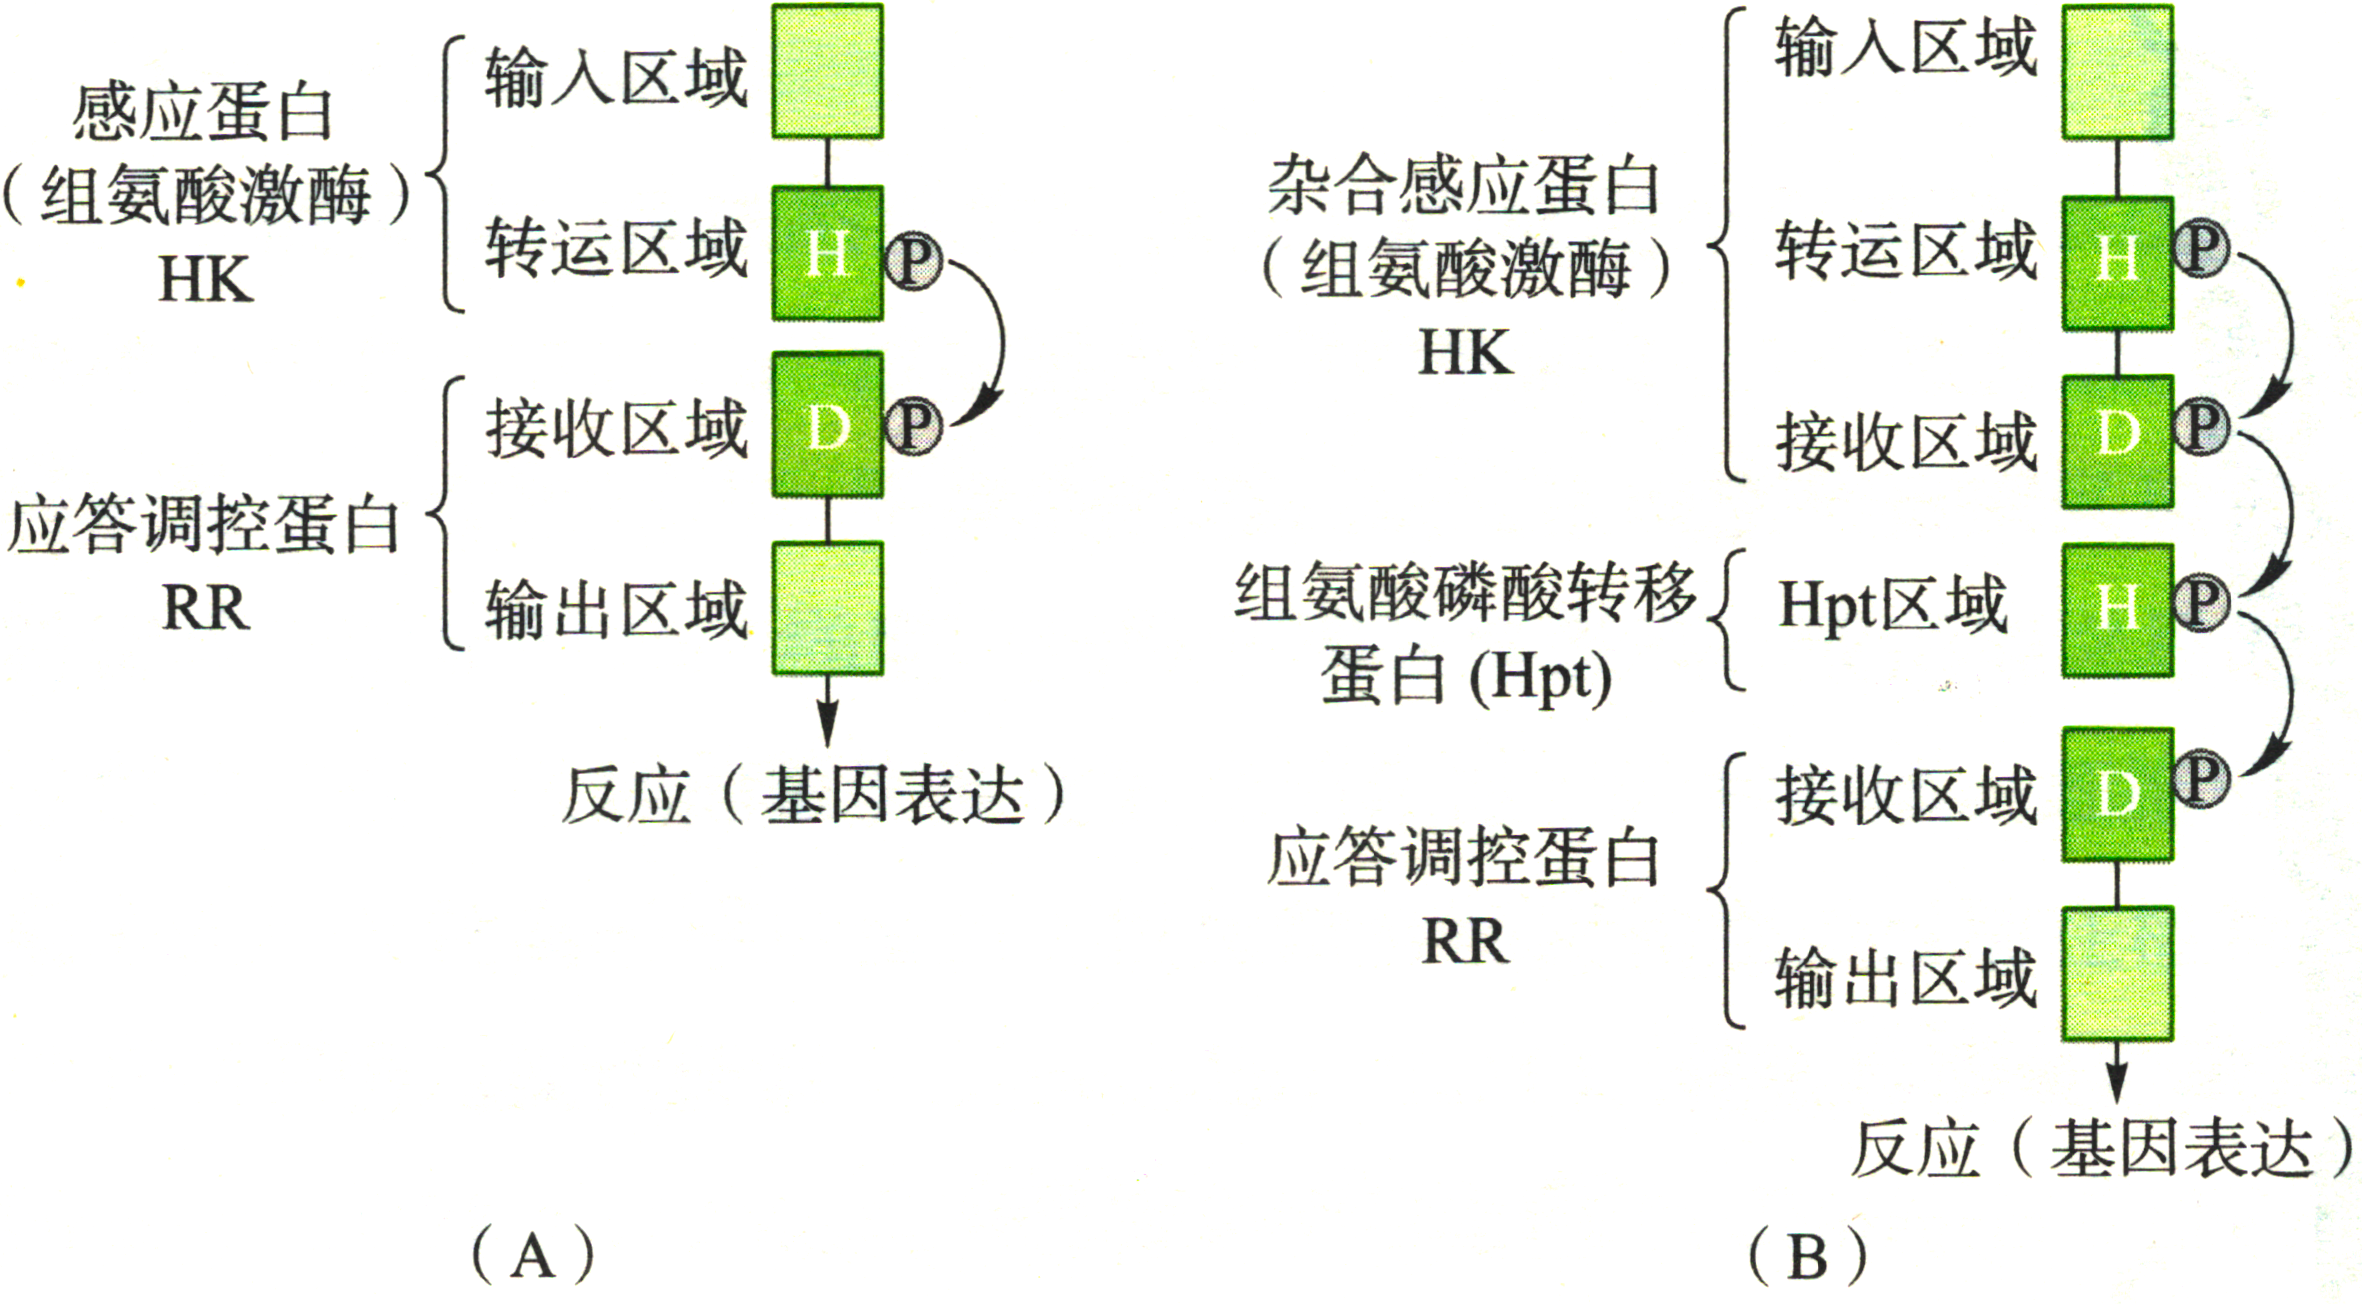 感应蛋白
（组氨酸激酶）
HK
输入区域
转运区域
H
P
应答调控蛋白
RR
接收区域
D
P
输出区域
反应（基因表达）
（A）
杂合感应蛋白
（组氨酸激酶）
HK
输入区域
转运区域
H
P
接收区域
D
P
组氨酸磷酸转移
蛋白 (Hpt)
Hpt区域
H
P
应答调控蛋白
RR
接收区域
D
P
输出区域
反应（基因表达）
（B）